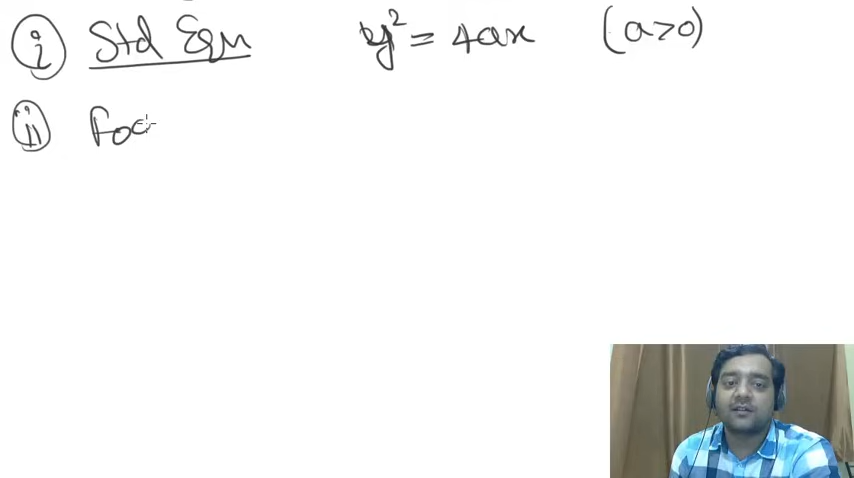 (i) Std Eqn y² = 4ax (a>0)
(ii) Foc